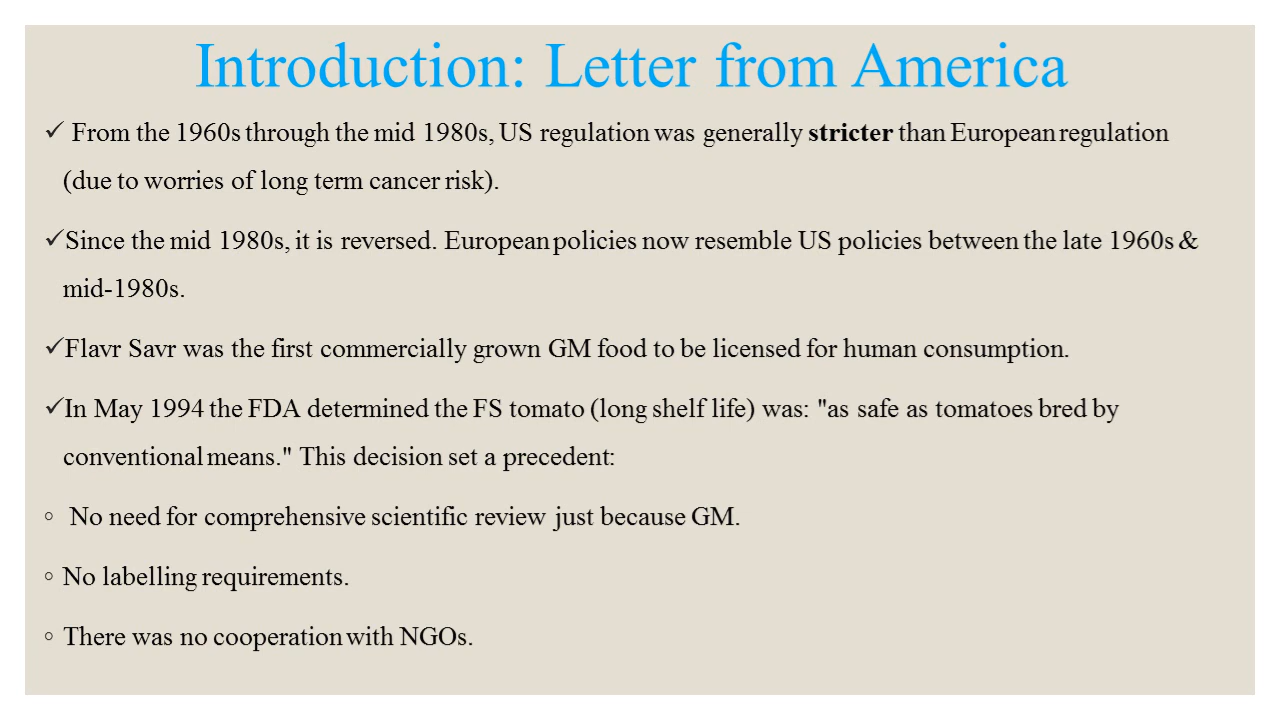 Introduction: Letter from America
✓ From the 1960s through the mid 1980s, US regulation was generally stricter than European regulation
(due to worries of long term cancer risk).
✓Since the mid 1980s, it is reversed. European policies now resemble US policies between the late 1960s &
mid-1980s.
✓Flavr Savr was the first commercially grown GM food to be licensed for human consumption.
✓In May 1994 the FDA determined the FS tomato (long shelf life) was: "as safe as tomatoes bred by
conventional means." This decision set a precedent:
◦ No need for comprehensive scientific review just because GM.
◦ No labelling requirements.
◦ There was no cooperation with NGOs.